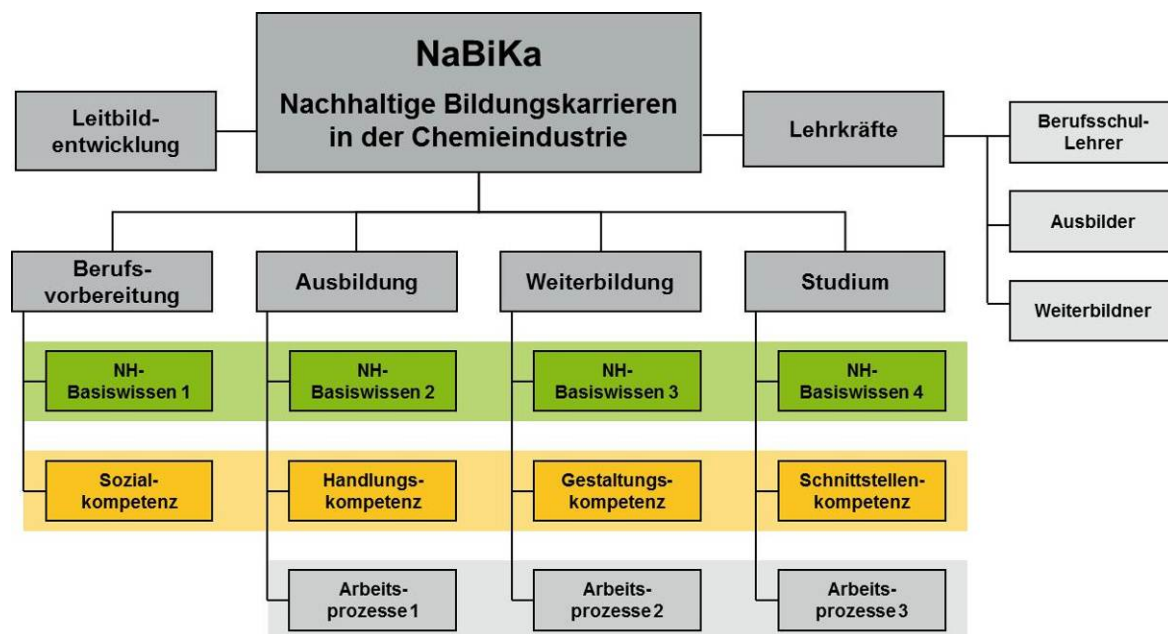 NaBiKa
Nachhaltige Bildungskarrieren
in der Chemieindustrie
Leitbild-
entwicklung
Lehrkräfte
Berufsschul-
Lehrer
Ausbilder
Weiterbildner
Berufs-
vorbereitung
Ausbildung
Weiterbildung
Studium
NH-
Basiswissen 1
NH-
Basiswissen 2
NH-
Basiswissen 3
NH-
Basiswissen 4
Sozial-
kompetenz
Handlungs-
kompetenz
Gestaltungs-
kompetenz
Schnittstellen-
kompetenz
Arbeits-
prozesse 1
Arbeits-
prozesse 2
Arbeits-
prozesse 3